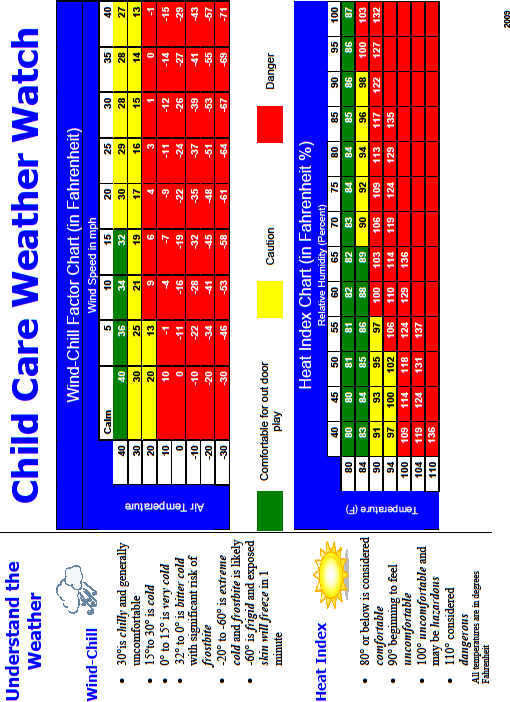 Child Care Weather Watch
Wind-Chill Factor Chart (in Fahrenheit)
Wind Speed in mph
Calm 5 10 15 20 25 30 35 40
Air Temperature
40 40 36 34 32 30 29 28 28 27
30 30 25 21 19 17 16 15 14 13
20 20 13 9 6 4 3 1 0 -1
10 10 -1 -4 -7 -9 -11 -12 -14 -15
0 0 -11 -16 -19 -22 -24 -26 -27 -29
-10 -10 -22 -28 -32 -35 -37 -39 -41 -43
-20 -20 -34 -41 -45 -48 -51 -53 -55 -57
-30 -30 -46 -53 -58 -61 -64 -67 -69 -71
Comfortable for out door
play
Caution
Danger
Heat Index Chart (in Fahrenheit %)
Relative Humidity (Percent)
40 45 50 55 60 65 70 75 80 85 90 95 100
Temperature (F)
80 80 80 81 81 82 82 83 84 84 85 86 86 87
84 83 84 85 86 88 89 90 92 94 96 98 100 103
90 91 93 95 97 100 103 106 109 113 117 122 127 132
94 97 100 102 106 110 114 119 124 129 135
100 109 114 118 124 129 136
104 119 124 131 137
110 136
2009
Understand the
Weather
Wind-Chill
• 30°is chilly and generally
uncomfortable
• 15°to 30° is cold
• 0° to 15° is very cold
• 32° to 0° is bitter cold
with significant risk of
frostbite
• -20° to -60° is extreme
cold and frostbite is likely
• -60° is frigid and exposed
skin will freeze in 1
minute
Heat Index
• 80° or below is considered
comfortable
• 90° beginning to feel
uncomfortable
• 100° uncomfortable and
may be hazardous
• 110° considered
dangerous
All temperatures are in degrees
Fahrenheit